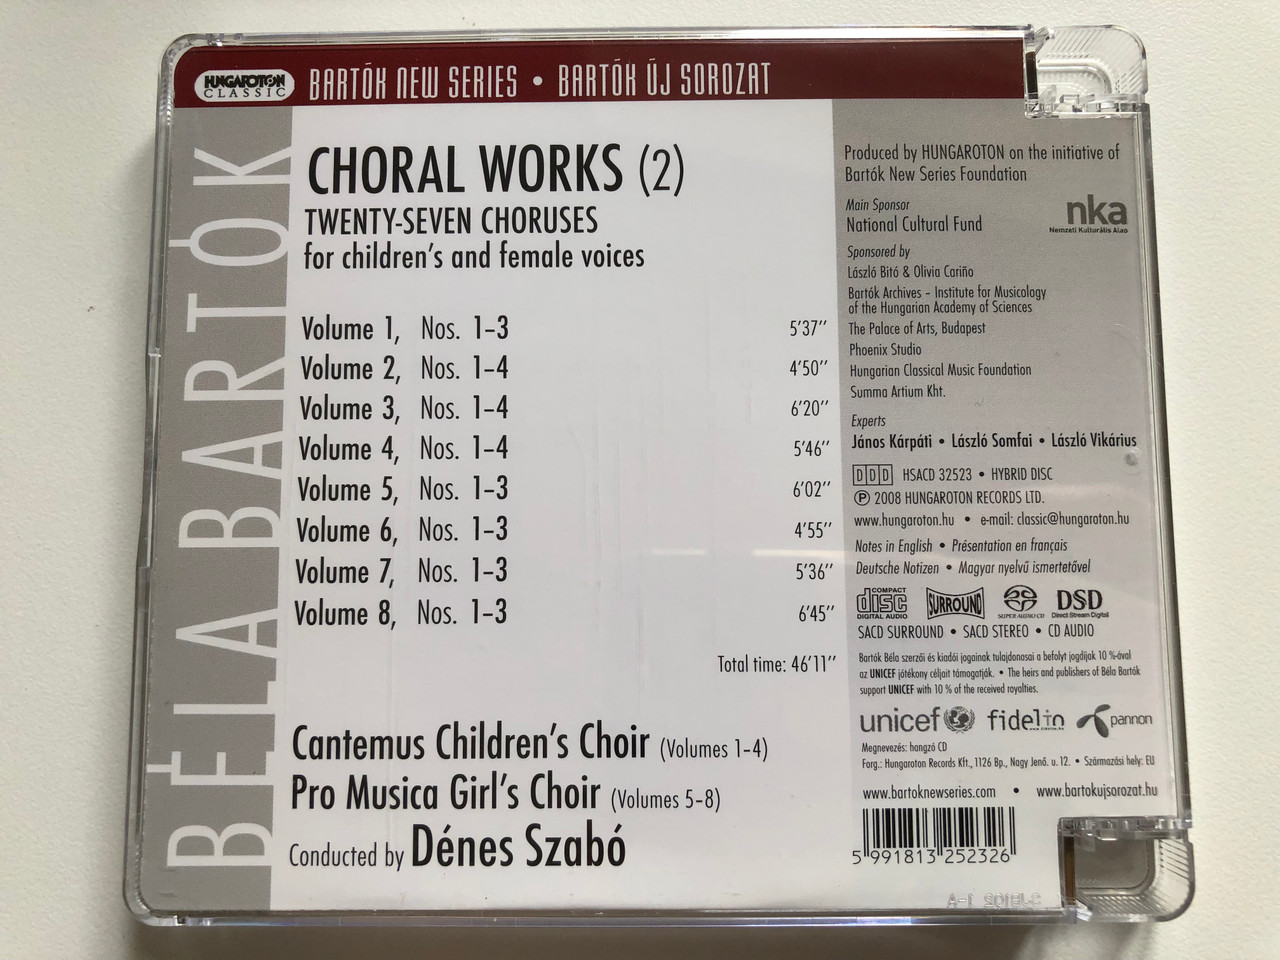 HUNGAROTON
CLASSIC
BARTÓK NEW SERIES • BARTÓK ÚJ SOROZAT
BÉLA BARTÓK
CHORAL WORKS (2)
TWENTY-SEVEN CHORUSES
for children's and female voices
Volume 1, Nos. 1–3 5'37''
Volume 2, Nos. 1–4 4'50''
Volume 3, Nos. 1–4 6'20''
Volume 4, Nos. 1–4 5'46''
Volume 5, Nos. 1–3 6'02''
Volume 6, Nos. 1–3 4'55''
Volume 7, Nos. 1–3 5'36''
Volume 8, Nos. 1–3 6'45''
Total time: 46'11''
Cantemus Children's Choir (Volumes 1–4)
Pro Musica Girl's Choir (Volumes 5–8)
Conducted by Dénes Szabó
Produced by HUNGAROTON on the initiative of
Bartók New Series Foundation
Main Sponsor
National Cultural Fund
nka
Nemzeti Kulturális Alap
Sponsored by
László Bitó & Olivia Cariño
Bartók Archives – Institute for Musicology
of the Hungarian Academy of Sciences
The Palace of Arts, Budapest
Phoenix Studio
Hungarian Classical Music Foundation
Summa Artium Kht.
Experts
János Kárpáti • László Somfai • László Vikárius
DDD HSACD 32523 • HYBRID DISC
℗ 2008 HUNGAROTON RECORDS LTD.
www.hungaroton.hu • e-mail: classic@hungaroton.hu
Notes in English • Présentation en français
Deutsche Notizen • Magyar nyelvű ismertetővel
COMPACT disc DIGITAL AUDIO SURROUND SUPER AUDIO CD DSD Direct Stream Digital
SACD SURROUND • SACD STEREO • CD AUDIO
Bartók Béla szerzői és kiadói jogainak tulajdonosai a befolyt jogdíjak 10 %-ával
az UNICEF jótékony céljait támogatják. • The heirs and publishers of Béla Bartók
support UNICEF with 10 % of the received royalties.
unicef fidelio pannon
www.fidelio.hu
Megnevezés: hangzó CD
Forg.: Hungaroton Records Kft., 1126 Bp., Nagy Jenő. u. 12. • Származási hely: EU
www.bartoknewseries.com • www.bartokujsorozat.hu
5 991813 252326